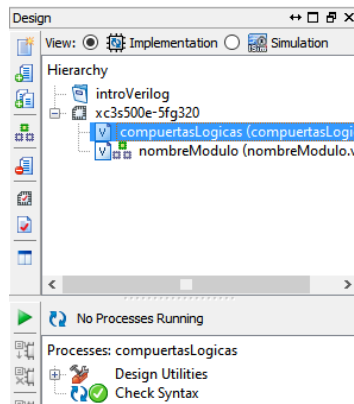 Design
View: Implementation Simulation
Hierarchy
introVerilog
xc3s500e-5fg320
compuertasLogicas (compuertasLogi
nombreModulo (nombreModulo.v
No Processes Running
Processes: compuertasLogicas
Design Utilities
Check Syntax